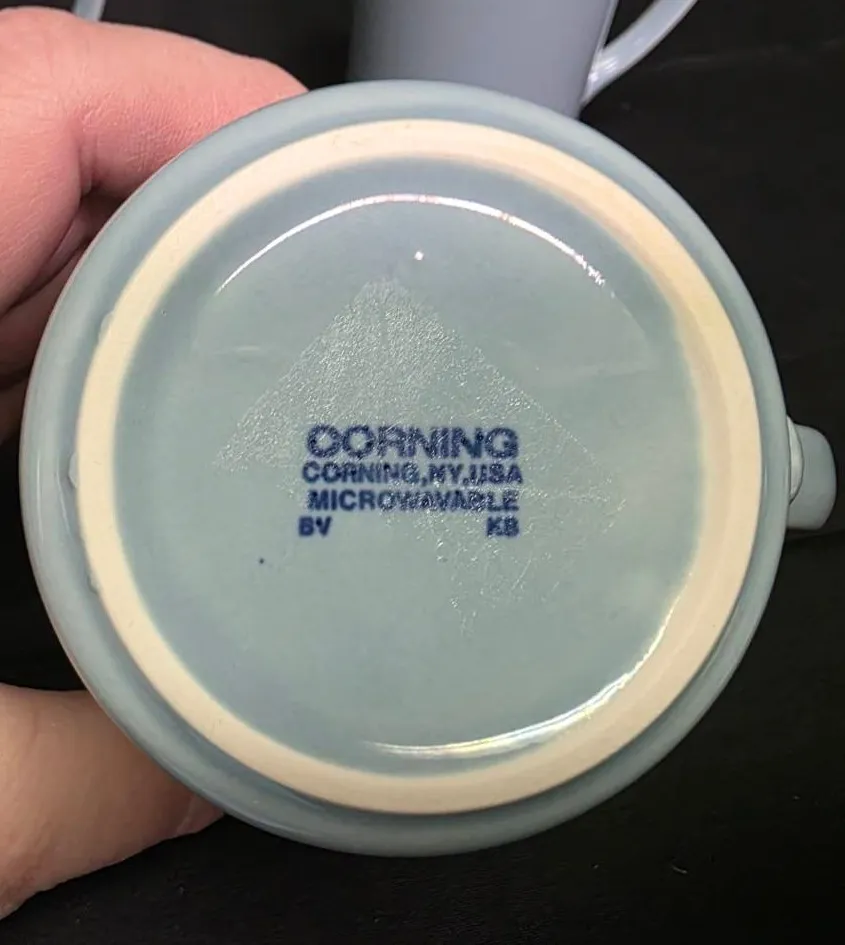 CORNING
CORNING,NY,USA
MICROWAVABLE
BV KB